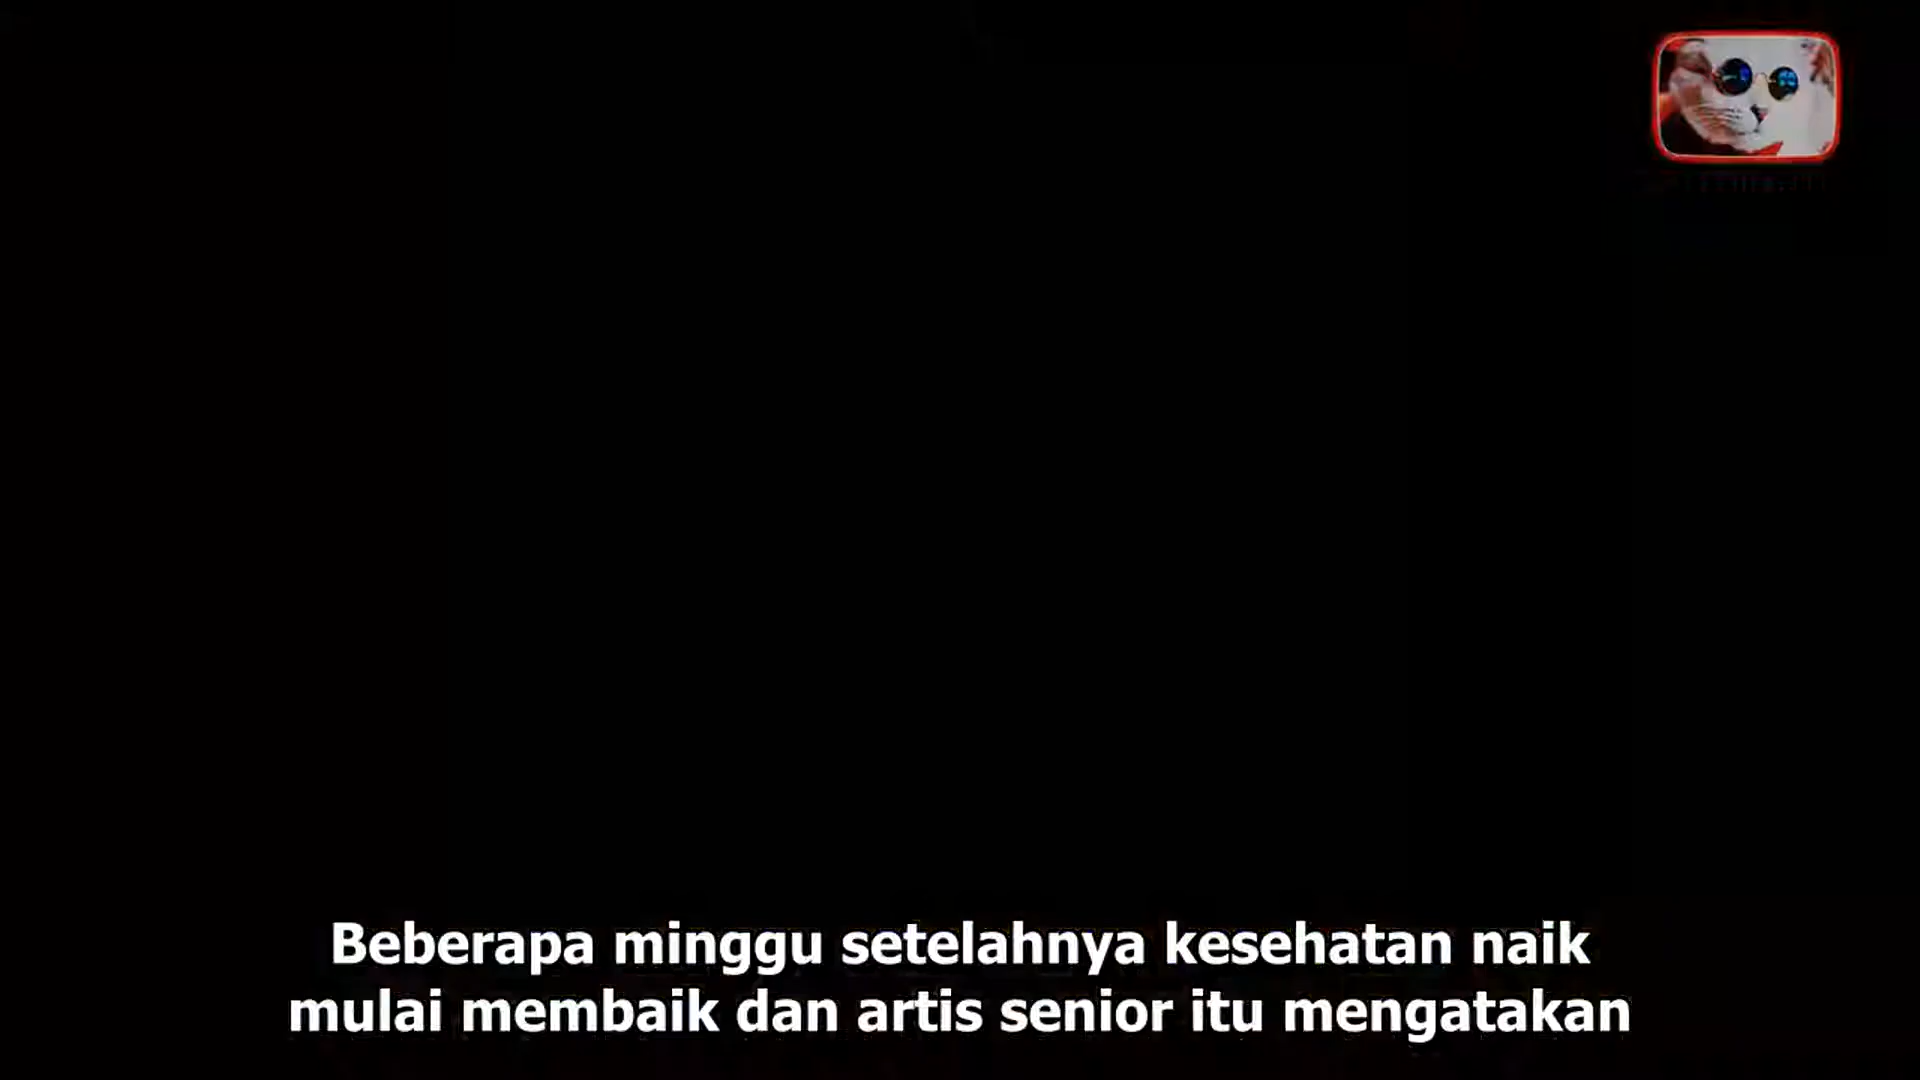 Beberapa minggu setelahnya kesehatan naik
mulai membaik dan artis senior itu mengatakan